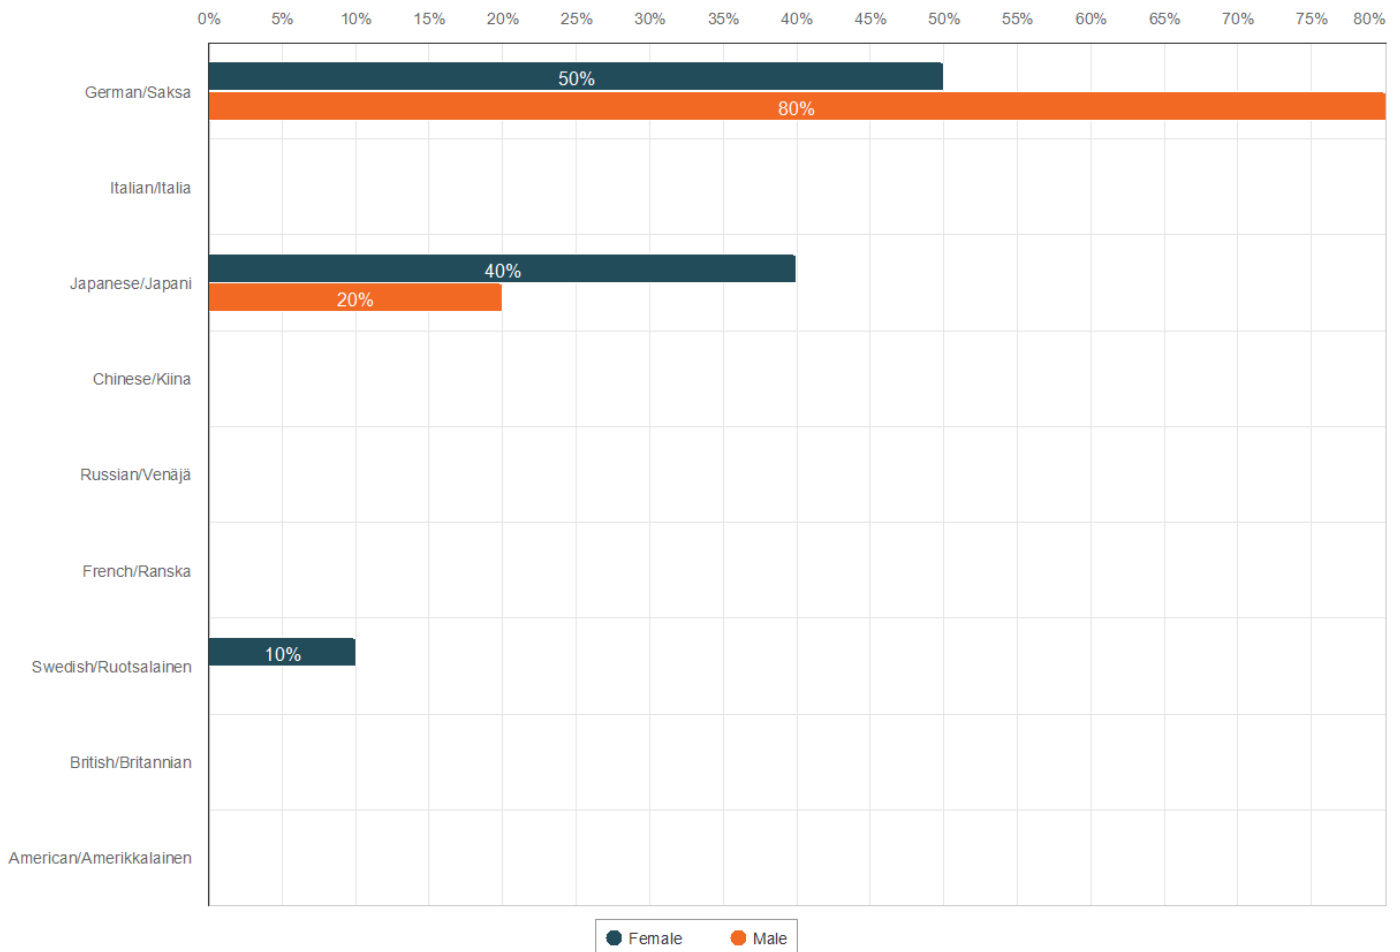 0% 5% 10% 15% 20% 25% 30% 35% 40% 45% 50% 55% 60% 65% 70% 75% 80%
German/Saksa
50%
80%
Italian/Italia
Japanese/Japani
40%
20%
Chinese/Kiina
Russian/Venäjä
French/Ranska
Swedish/Ruotsalainen
10%
British/Britannian
American/Amerikkalainen
Female Male